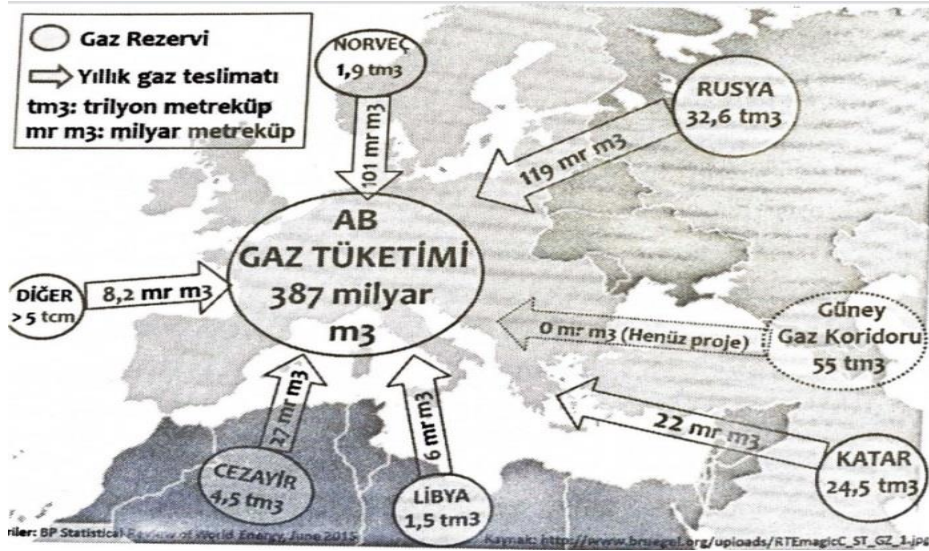 Gaz Rezervi
Yıllık gaz teslimatı
tm3: trilyon metreküp
mr m3: milyar metreküp
NORVEÇ
1,9 tm3
101 mr m3
RUSYA
32,6 tm3
119 mr m3
AB
GAZ TÜKETİMİ
387 milyar
m3
DİĞER
>5 tcm
8,2 mr m3
0 mr m3 (Henüz proje)
Güney
Gaz Koridoru
55 tm3
22 mr m3
KATAR
24,5 tm3
27 mr m3
CEZAYİR
4,5 tm3
6 mr m3
LİBYA
1,5 tm3
riler: BP Statistical Review of World Energy, June 2015
Kaynak: http://www.bruegel.org/uploads/RTEmagicC_ST_GZ_1.jpg